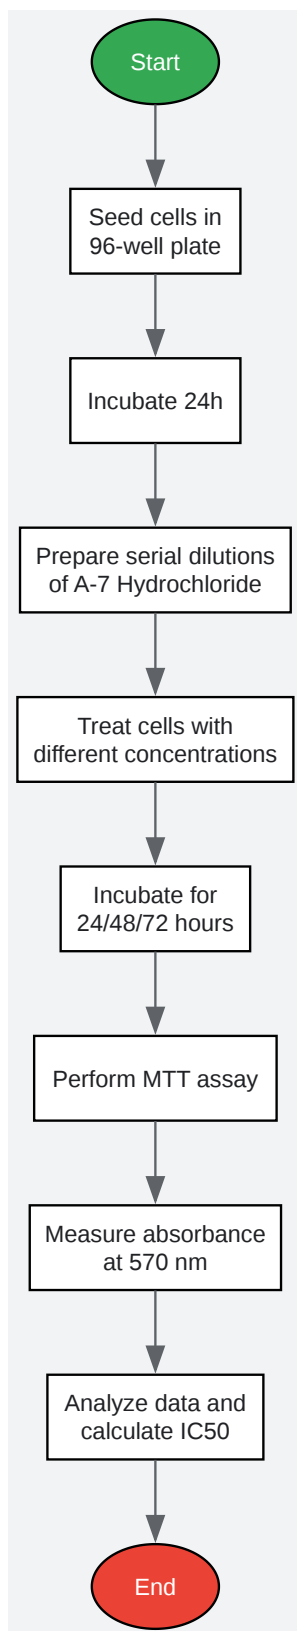 Start
Seed cells in
96-well plate
Incubate 24h
Prepare serial dilutions
of A-7 Hydrochloride
Treat cells with
different concentrations
Incubate for
24/48/72 hours
Perform MTT assay
Measure absorbance
at 570 nm
Analyze data and
calculate IC50
End